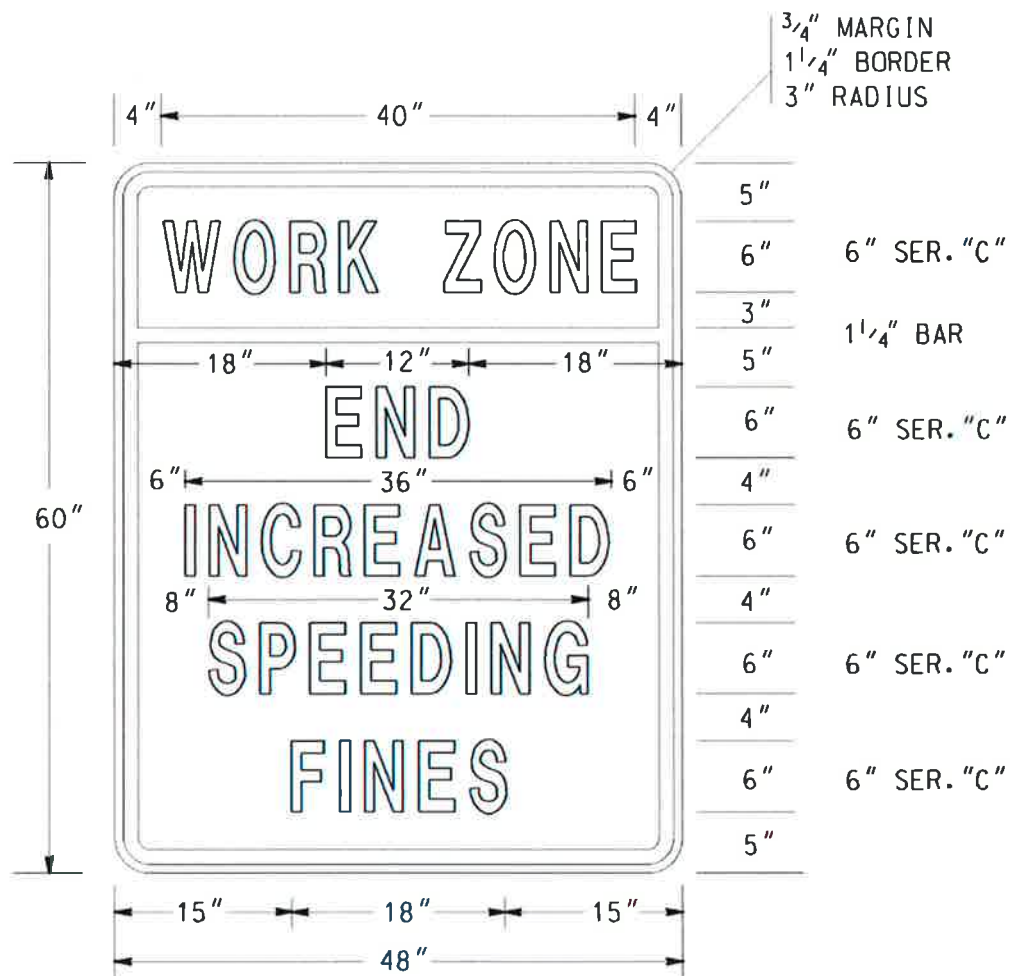 3/4" MARGIN
1 1/4" BORDER
3" RADIUS
4" 40" 4"
5"
WORK ZONE 6" 6" SER. "C"
3"
1 1/4" BAR
18" 12" 18" 5"
END 6" 6" SER. "C"
6" 36" 6" 4"
60"
INCREASED 6" 6" SER. "C"
8" 32" 8" 4"
SPEEDING 6" 6" SER. "C"
4"
FINES 6" 6" SER. "C"
5"
15" 18" 15"
48"